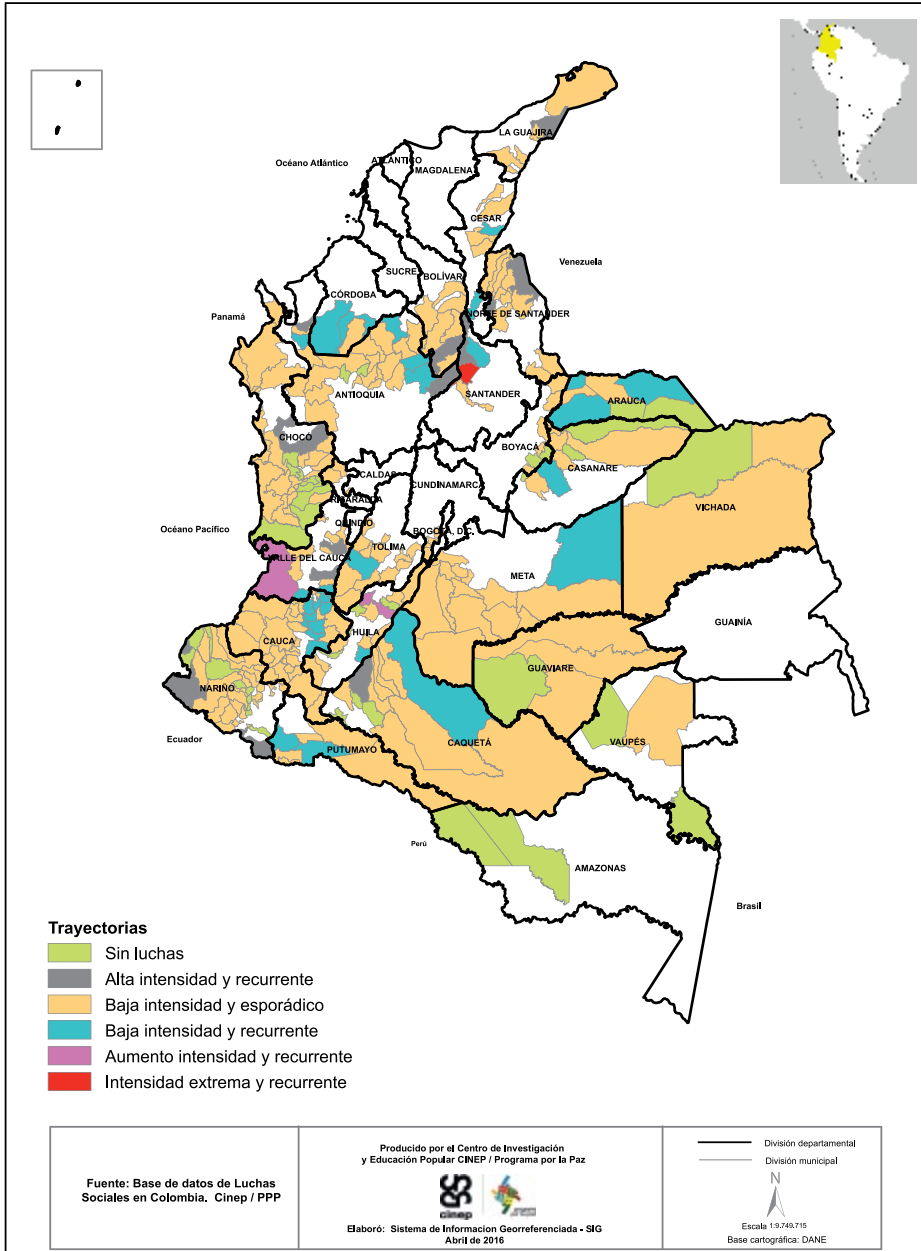 LA GUAJIRA
Océano Atlántico
ATLÁNTICO
MAGDALENA
CESAR
Venezuela
SUCRE
BOLÍVAR
CÓRDOBA
NORTE DE SANTANDER
Panamá
ANTIOQUIA
SANTANDER
ARAUCA
CHOCÓ
BOYACÁ
CASANARE
CALDAS
CUNDINAMARCA
RISARALDA
VICHADA
Océano Pacífico
QUINDIO
BOGOTÁ, D.C.
TOLIMA
VALLE DEL CAUCA
META
GUAINÍA
HUILA
CAUCA
GUAVIARE
NARIÑO
Ecuador
PUTUMAYO
CAQUETÁ
VAUPÉS
Perú
AMAZONAS
Brasil
Trayectorias
Sin luchas
Alta intensidad y recurrente
Baja intensidad y esporádico
Baja intensidad y recurrente
Aumento intensidad y recurrente
Intensidad extrema y recurrente
Fuente: Base de datos de Luchas
Sociales en Colombia. Cinep / PPP
Producido por el Centro de Investigación
y Educación Popular CINEP / Programa por la Paz
cinep
Elaboró: Sistema de Informacion Georreferenciada - SIG
Abril de 2016
División departamental
División municipal
N
Escala 1:9.749.715
Base cartográfica: DANE